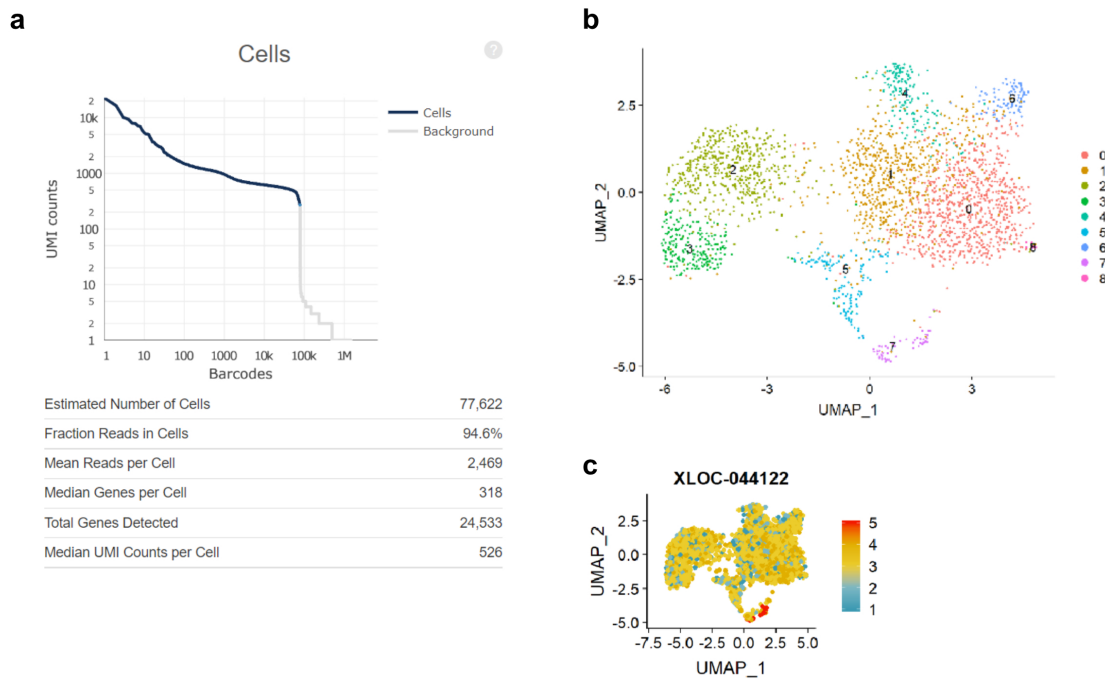 a
Cells
?
2
10k
5
2
1000
5
2
100
5
2
10
5
2
1
UMI counts
1 10 100 1000 10k 100k 1M
Barcodes
Cells
Background
Estimated Number of Cells 77,622
Fraction Reads in Cells 94.6%
Mean Reads per Cell 2,469
Median Genes per Cell 318
Total Genes Detected 24,533
Median UMI Counts per Cell 526
b
2.5
0.0
-2.5
-5.0
UMAP_2
-6 -3 0 3
UMAP_1
4
6
2
1
0
3
5
8
7
0
1
2
3
4
5
6
7
8
c
XLOC-044122
2.5
0.0
-2.5
-5.0
UMAP_2
-7.5 -5.0 -2.5 0.0 2.5 5.0
UMAP_1
5
4
3
2
1